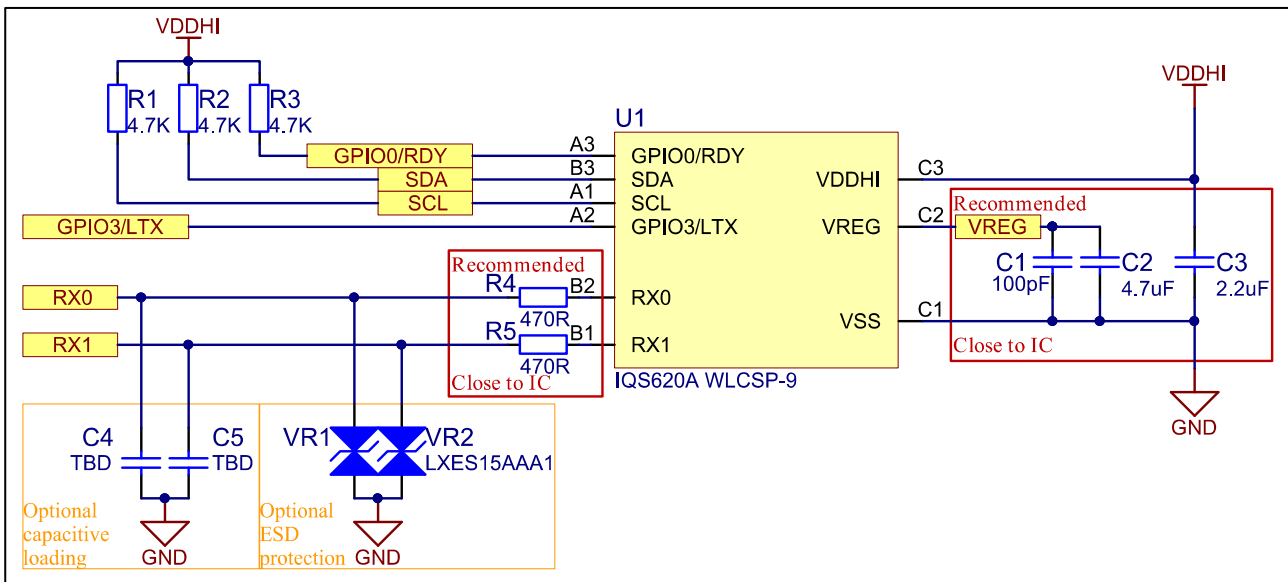 VDDHI
R1
4.7K
R2
4.7K
R3
4.7K
GPIO0/RDY
SDA
SCL
GPIO3/LTX
A3
B3
A1
A2
U1
GPIO0/RDY
SDA
SCL
GPIO3/LTX
RX0
RX1
VDDHI
VREG
VSS
IQS620A WLCSP-9
C3
C2
C1
VDDHI
Recommended
VREG
C1
100pF
C2
4.7uF
C3
2.2uF
Close to IC
GND
RX0
RX1
Recommended
R4
470R
B2
R5
470R
B1
Close to IC
C4
TBD
C5
TBD
Optional
capacitive
loading
GND
VR1
VR2
LXES15AAA1
Optional
ESD
protection
GND